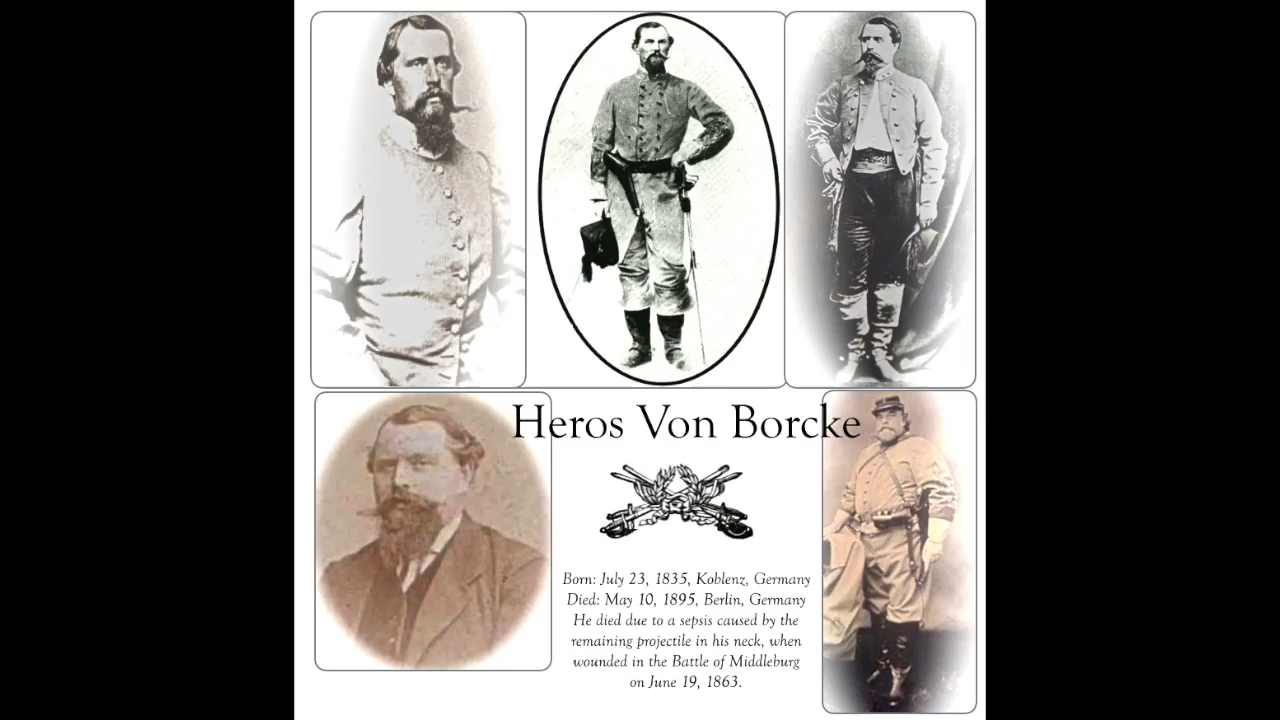 Heros Von Borcke
Born: July 23, 1835, Koblenz, Germany
Died: May 10, 1895, Berlin, Germany
He died due to a sepsis caused by the
remaining projectile in his neck, when
wounded in the Battle of Middleburg
on June 19, 1863.